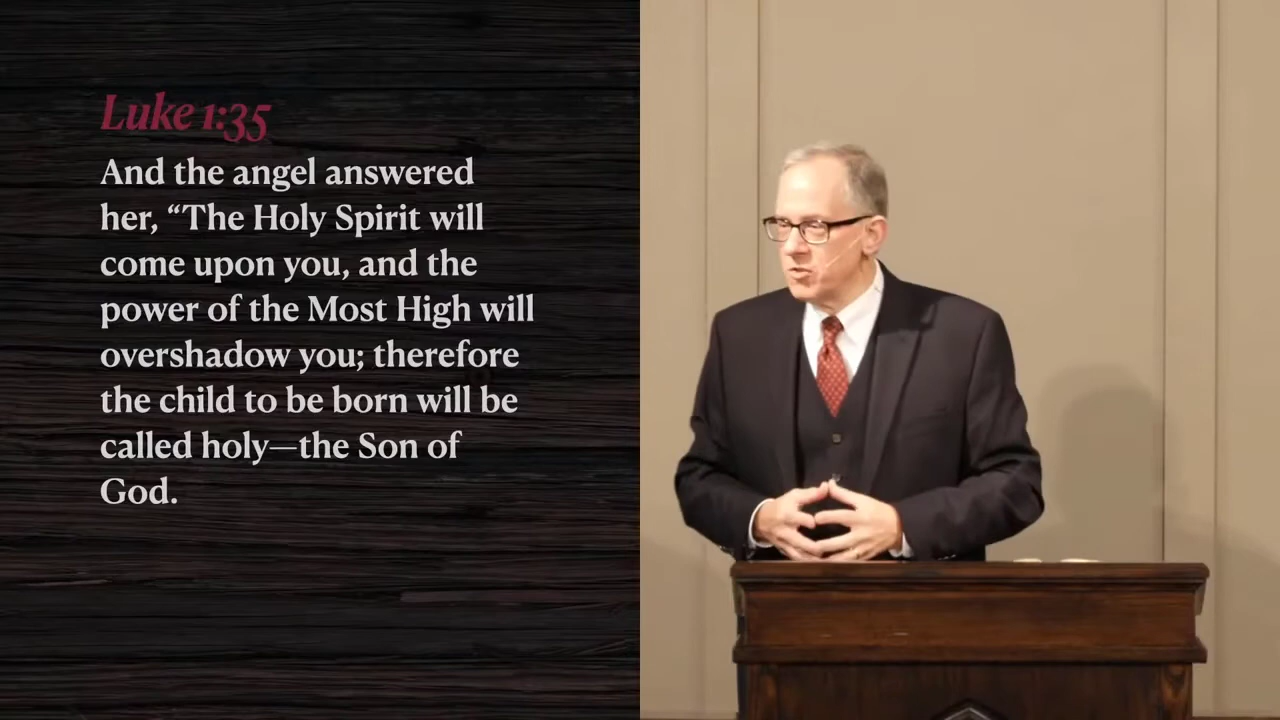 Luke 1:35
And the angel answered
her, “The Holy Spirit will
come upon you, and the
power of the Most High will
overshadow you; therefore
the child to be born will be
called holy—the Son of
God.